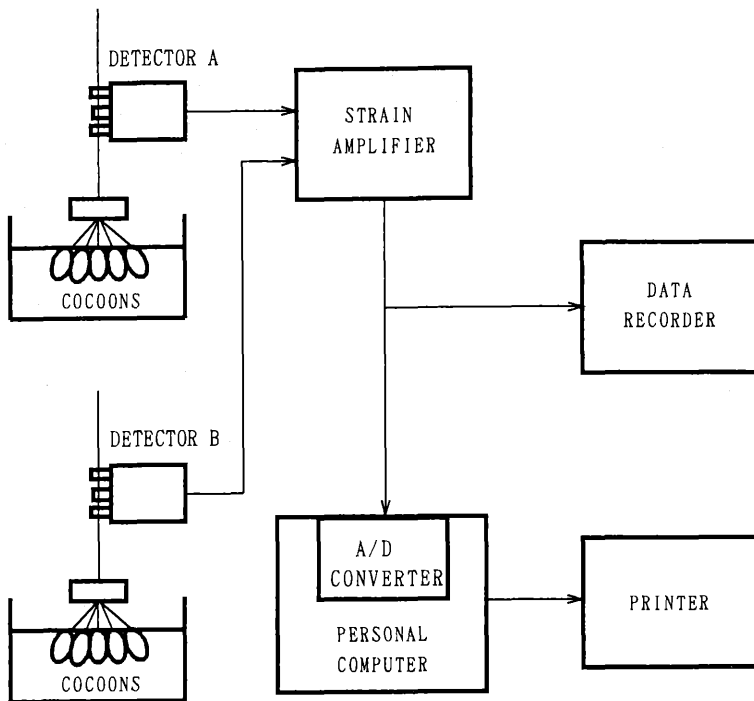 DETECTOR A
STRAIN
AMPLIFIER
COCOONS
DATA
RECORDER
DETECTOR B
A/D
CONVERTER
PERSONAL
COMPUTER
PRINTER
COCOONS